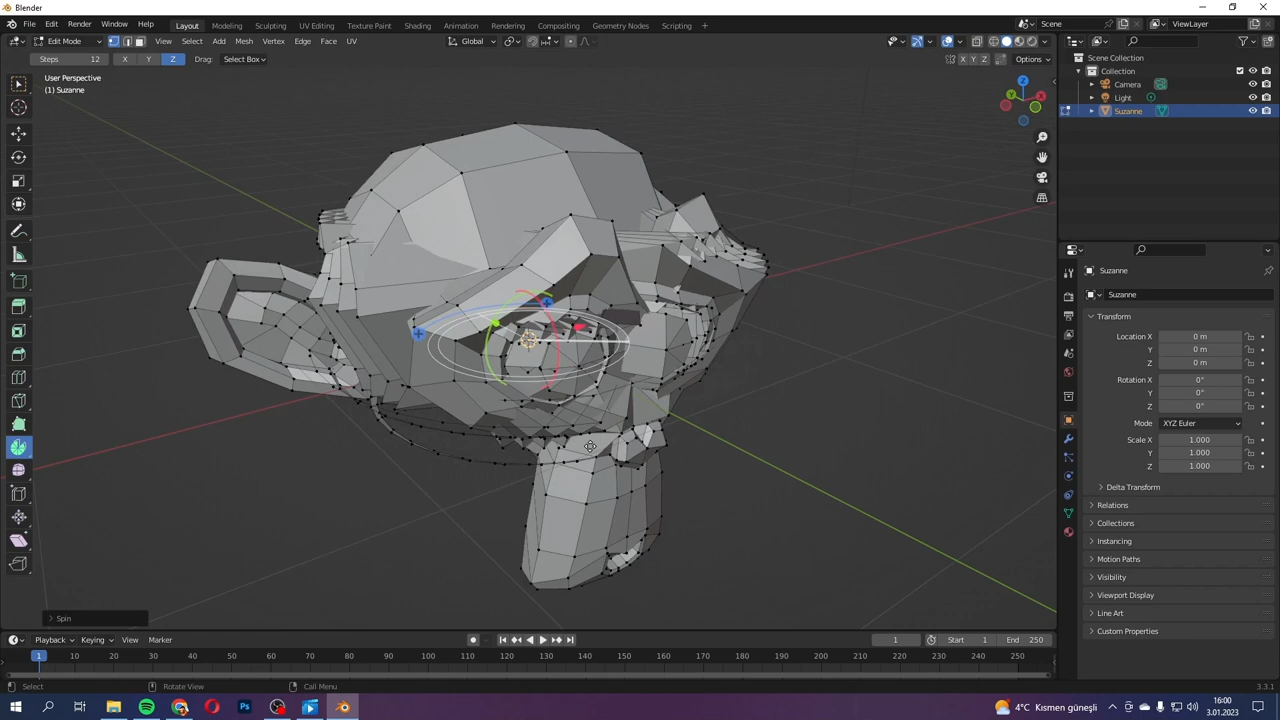 Blender
File Edit Render Window Help Layout Modeling Sculpting UV Editing Texture Paint Shading Animation Rendering Compositing Geometry Nodes Scripting + Scene ViewLayer
Edit Mode View Select Add Mesh Vertex Edge Face UV Global
Steps 12 X Y Z Drag: Select Box X Y Z Options
User Perspective
(1) Suzanne
Z
Y
X
Scene Collection
Collection
Camera
Light
Suzanne
Suzanne
Suzanne
Transform
Location X 0 m
Y 0 m
Z 0 m
Rotation X 0°
Y 0°
Z 0°
Mode XYZ Euler
Scale X 1.000
Y 1.000
Z 1.000
Delta Transform
Relations
Collections
Instancing
Motion Paths
Visibility
Viewport Display
Line Art
Custom Properties
Spin
Playback Keying View Marker 1 Start 1 End 250
1 10 20 30 40 50 60 70 80 90 100 110 120 130 140 150 160 170 180 190 200 210 220 230 240 250
Select Rotate View Call Menu 3.3.1
Ps 4°C Kısmen güneşli 16:00
3.01.2023